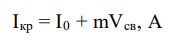 Iкр = I0 + mVсв, А